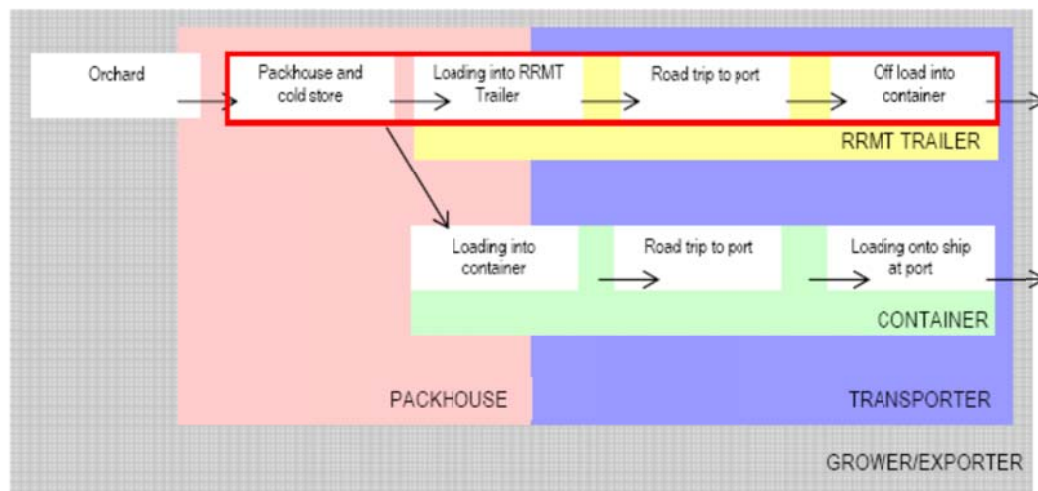 Orchard
Packhouse and
cold store
Loading into RRMT
Trailer
Road trip to port
Off load into
container
RRMT TRAILER
Loading into
container
Road trip to port
Loading onto ship
at port
CONTAINER
PACKHOUSE
TRANSPORTER
GROWER/EXPORTER